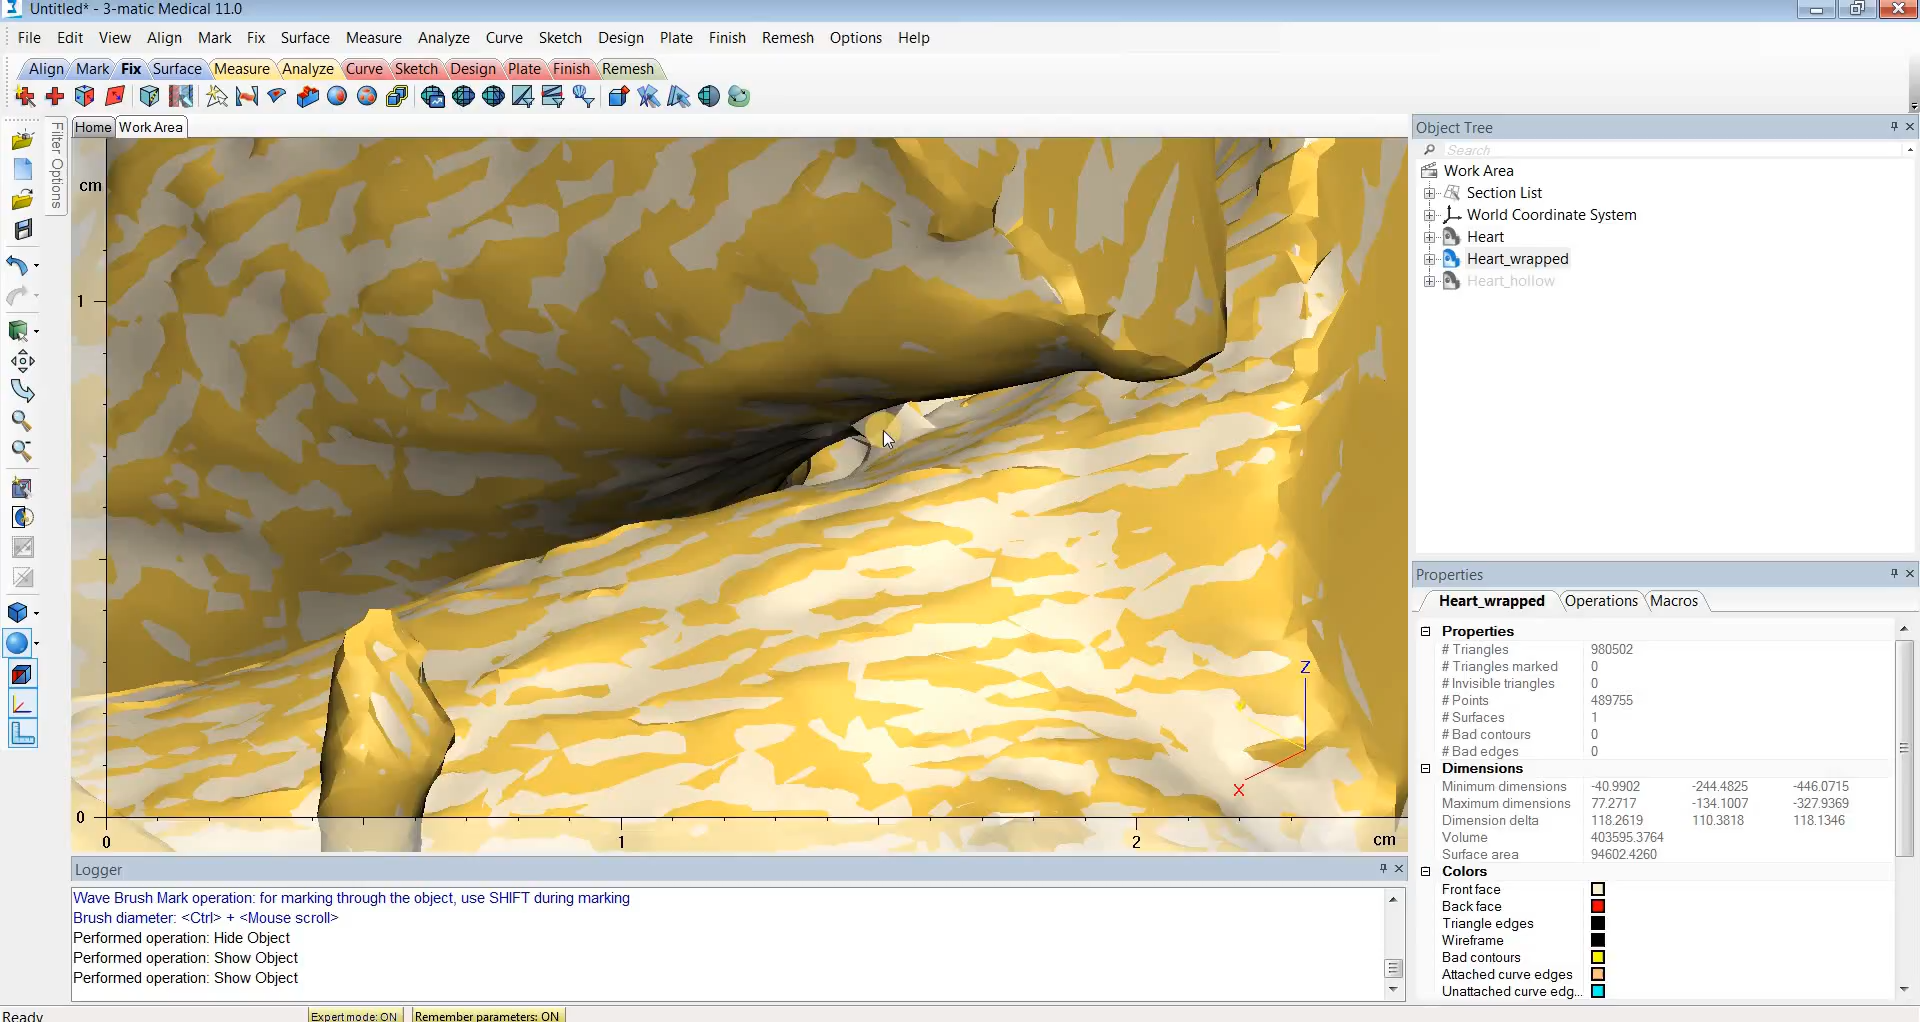 Untitled* - 3-matic Medical 11.0
File Edit View Align Mark Fix Surface Measure Analyze Curve Sketch Design Plate Finish Remesh Options Help
Align Mark Fix Surface Measure Analyze Curve Sketch Design Plate Finish Remesh
Filter Options
Home Work Area
cm
1
0
0 1 2 cm
Z
X
Object Tree
Search
Work Area
Section List
World Coordinate System
Heart
Heart_wrapped
Heart_hollow
Properties
Heart_wrapped Operations Macros
Properties
# Triangles 980502
# Triangles marked 0
# Invisible triangles 0
# Points 489755
# Surfaces 1
# Bad contours 0
# Bad edges 0
Dimensions
Minimum dimensions -40.9902 -244.4825 -446.0715
Maximum dimensions 77.2717 -134.1007 -327.9369
Dimension delta 118.2619 110.3818 118.1346
Volume 403595.3764
Surface area 94602.4260
Colors
Front face
Back face
Triangle edges
Wireframe
Bad contours
Attached curve edges
Unattached curve edg...
Logger
Wave Brush Mark operation: for marking through the object, use SHIFT during marking
Brush diameter: <Ctrl> + <Mouse scroll>
Performed operation: Hide Object
Performed operation: Show Object
Performed operation: Show Object
Ready Expert mode: ON Remember parameters: ON